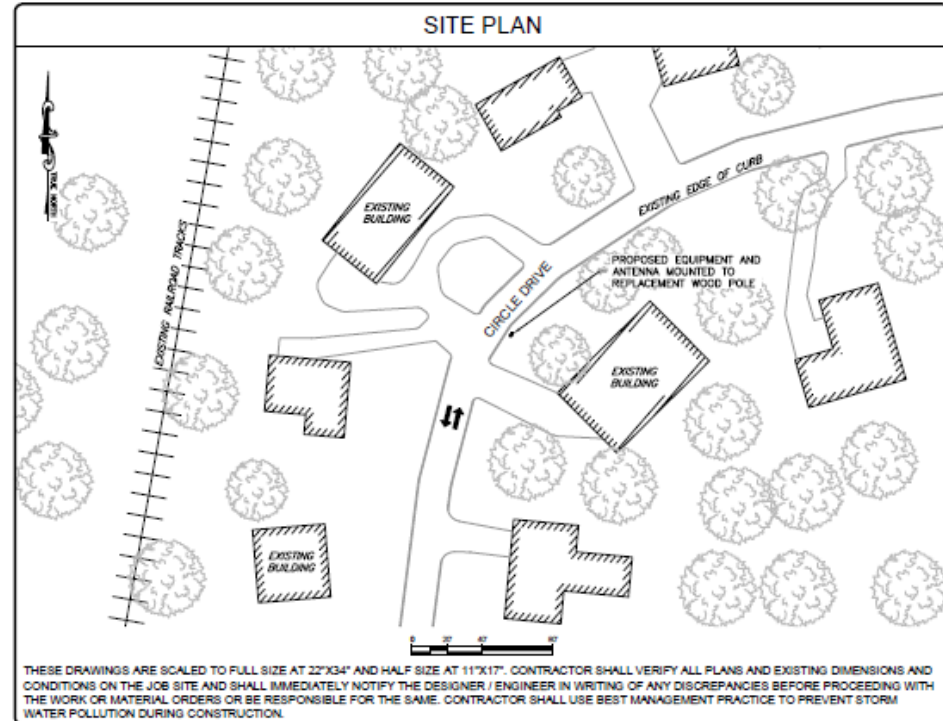 SITE PLAN
TRUE NORTH
EXISTING RAILROAD TRACKS
EXISTING
BUILDING
EXISTING EDGE OF CURB
CIRCLE DRIVE
PROPOSED EQUIPMENT AND
ANTENNA MOUNTED TO
REPLACEMENT WOOD POLE
EXISTING
BUILDING
EXISTING
BUILDING
0 20' 40' 80'
THESE DRAWINGS ARE SCALED TO FULL SIZE AT 22"X34" AND HALF SIZE AT 11"X17". CONTRACTOR SHALL VERIFY ALL PLANS AND EXISTING DIMENSIONS AND
CONDITIONS ON THE JOB SITE AND SHALL IMMEDIATELY NOTIFY THE DESIGNER / ENGINEER IN WRITING OF ANY DISCREPANCIES BEFORE PROCEEDING WITH
THE WORK OR MATERIAL ORDERS OR BE RESPONSIBLE FOR THE SAME. CONTRACTOR SHALL USE BEST MANAGEMENT PRACTICE TO PREVENT STORM
WATER POLLUTION DURING CONSTRUCTION.